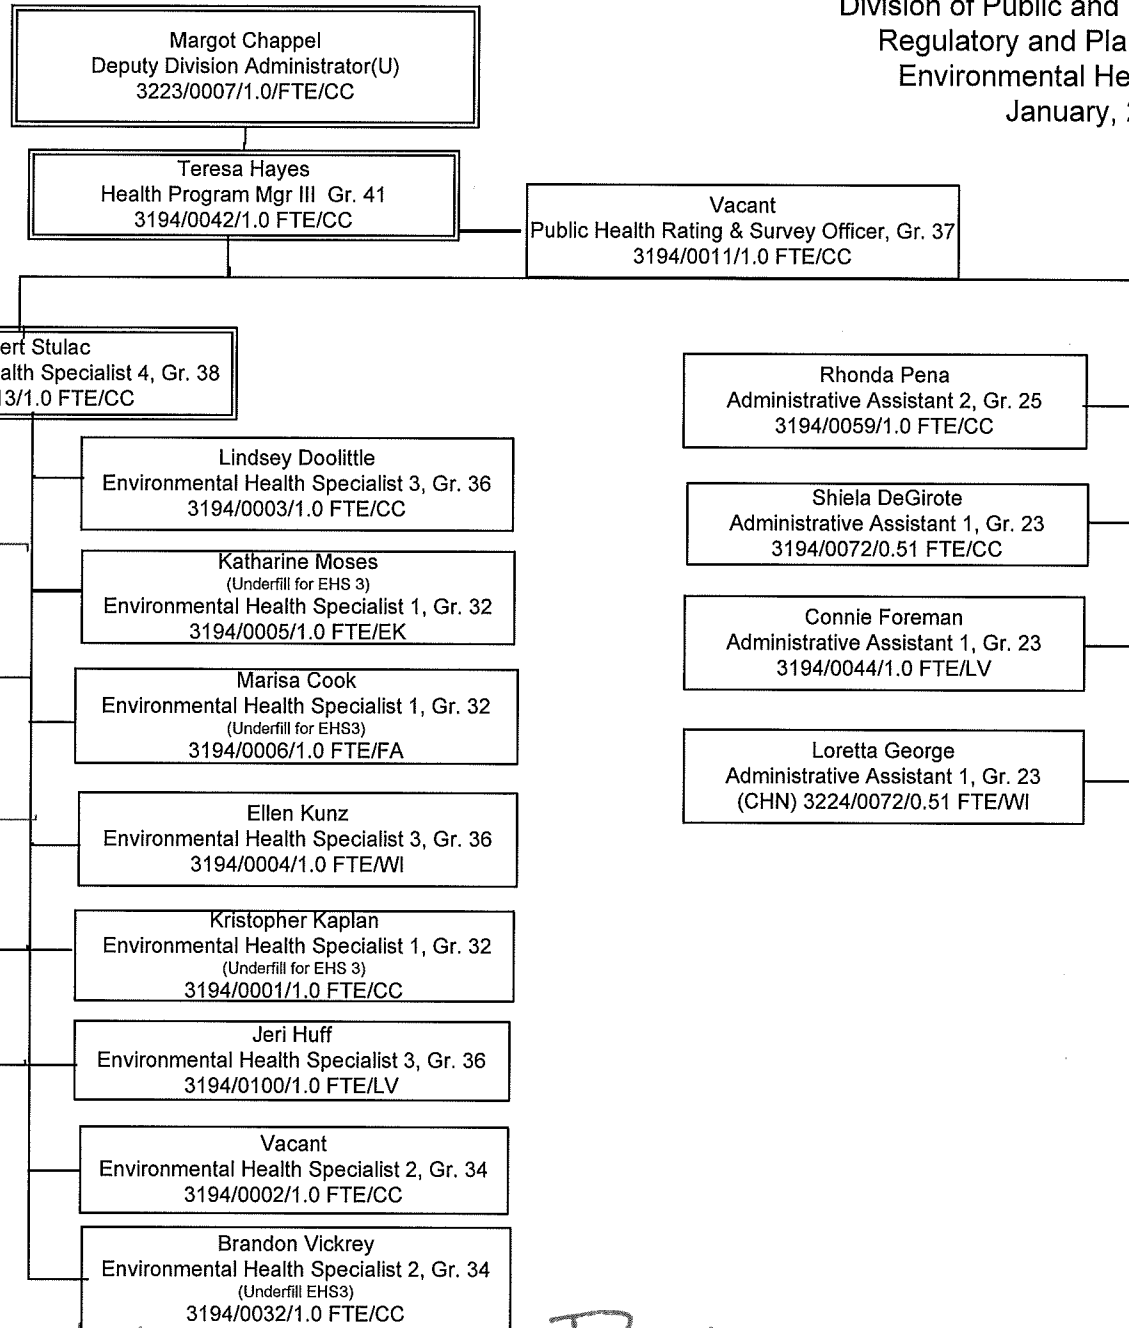 Division of Public and
Regulatory and Pla
Environmental He
January, 2
Margot Chappel
Deputy Division Administrator(U)
3223/0007/1.0/FTE/CC
Teresa Hayes
Health Program Mgr III Gr. 41
3194/0042/1.0 FTE/CC
Vacant
Public Health Rating & Survey Officer, Gr. 37
3194/0011/1.0 FTE/CC
ert Stulac
alth Specialist 4, Gr. 38
13/1.0 FTE/CC
Lindsey Doolittle
Environmental Health Specialist 3, Gr. 36
3194/0003/1.0 FTE/CC
Katharine Moses
(Underfill for EHS 3)
Environmental Health Specialist 1, Gr. 32
3194/0005/1.0 FTE/EK
Marisa Cook
Environmental Health Specialist 1, Gr. 32
(Underfill for EHS3)
3194/0006/1.0 FTE/FA
Ellen Kunz
Environmental Health Specialist 3, Gr. 36
3194/0004/1.0 FTE/WI
Kristopher Kaplan
Environmental Health Specialist 1, Gr. 32
(Underfill for EHS 3)
3194/0001/1.0 FTE/CC
Jeri Huff
Environmental Health Specialist 3, Gr. 36
3194/0100/1.0 FTE/LV
Vacant
Environmental Health Specialist 2, Gr. 34
3194/0002/1.0 FTE/CC
Brandon Vickrey
Environmental Health Specialist 2, Gr. 34
(Underfill EHS3)
3194/0032/1.0 FTE/CC
Rhonda Pena
Administrative Assistant 2, Gr. 25
3194/0059/1.0 FTE/CC
Shiela DeGirote
Administrative Assistant 1, Gr. 23
3194/0072/0.51 FTE/CC
Connie Foreman
Administrative Assistant 1, Gr. 23
3194/0044/1.0 FTE/LV
Loretta George
Administrative Assistant 1, Gr. 23
(CHN) 3224/0072/0.51 FTE/WI